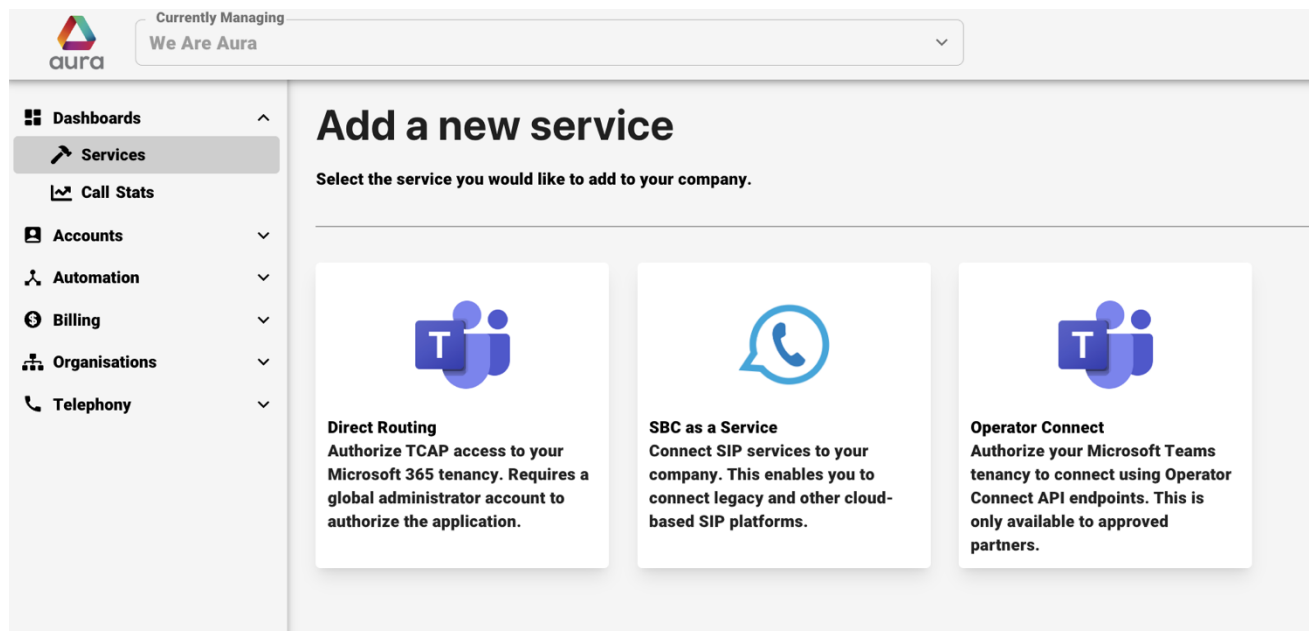 aura
Currently Managing
We Are Aura
Dashboards
Services
Call Stats
Accounts
Automation
Billing
Organisations
Telephony
Add a new service
Select the service you would like to add to your company.
T
Direct Routing
Authorize TCAP access to your
Microsoft 365 tenancy. Requires a
global administrator account to
authorize the application.
SBC as a Service
Connect SIP services to your
company. This enables you to
connect legacy and other cloud-
based SIP platforms.
T
Operator Connect
Authorize your Microsoft Teams
tenancy to connect using Operator
Connect API endpoints. This is
only available to approved
partners.